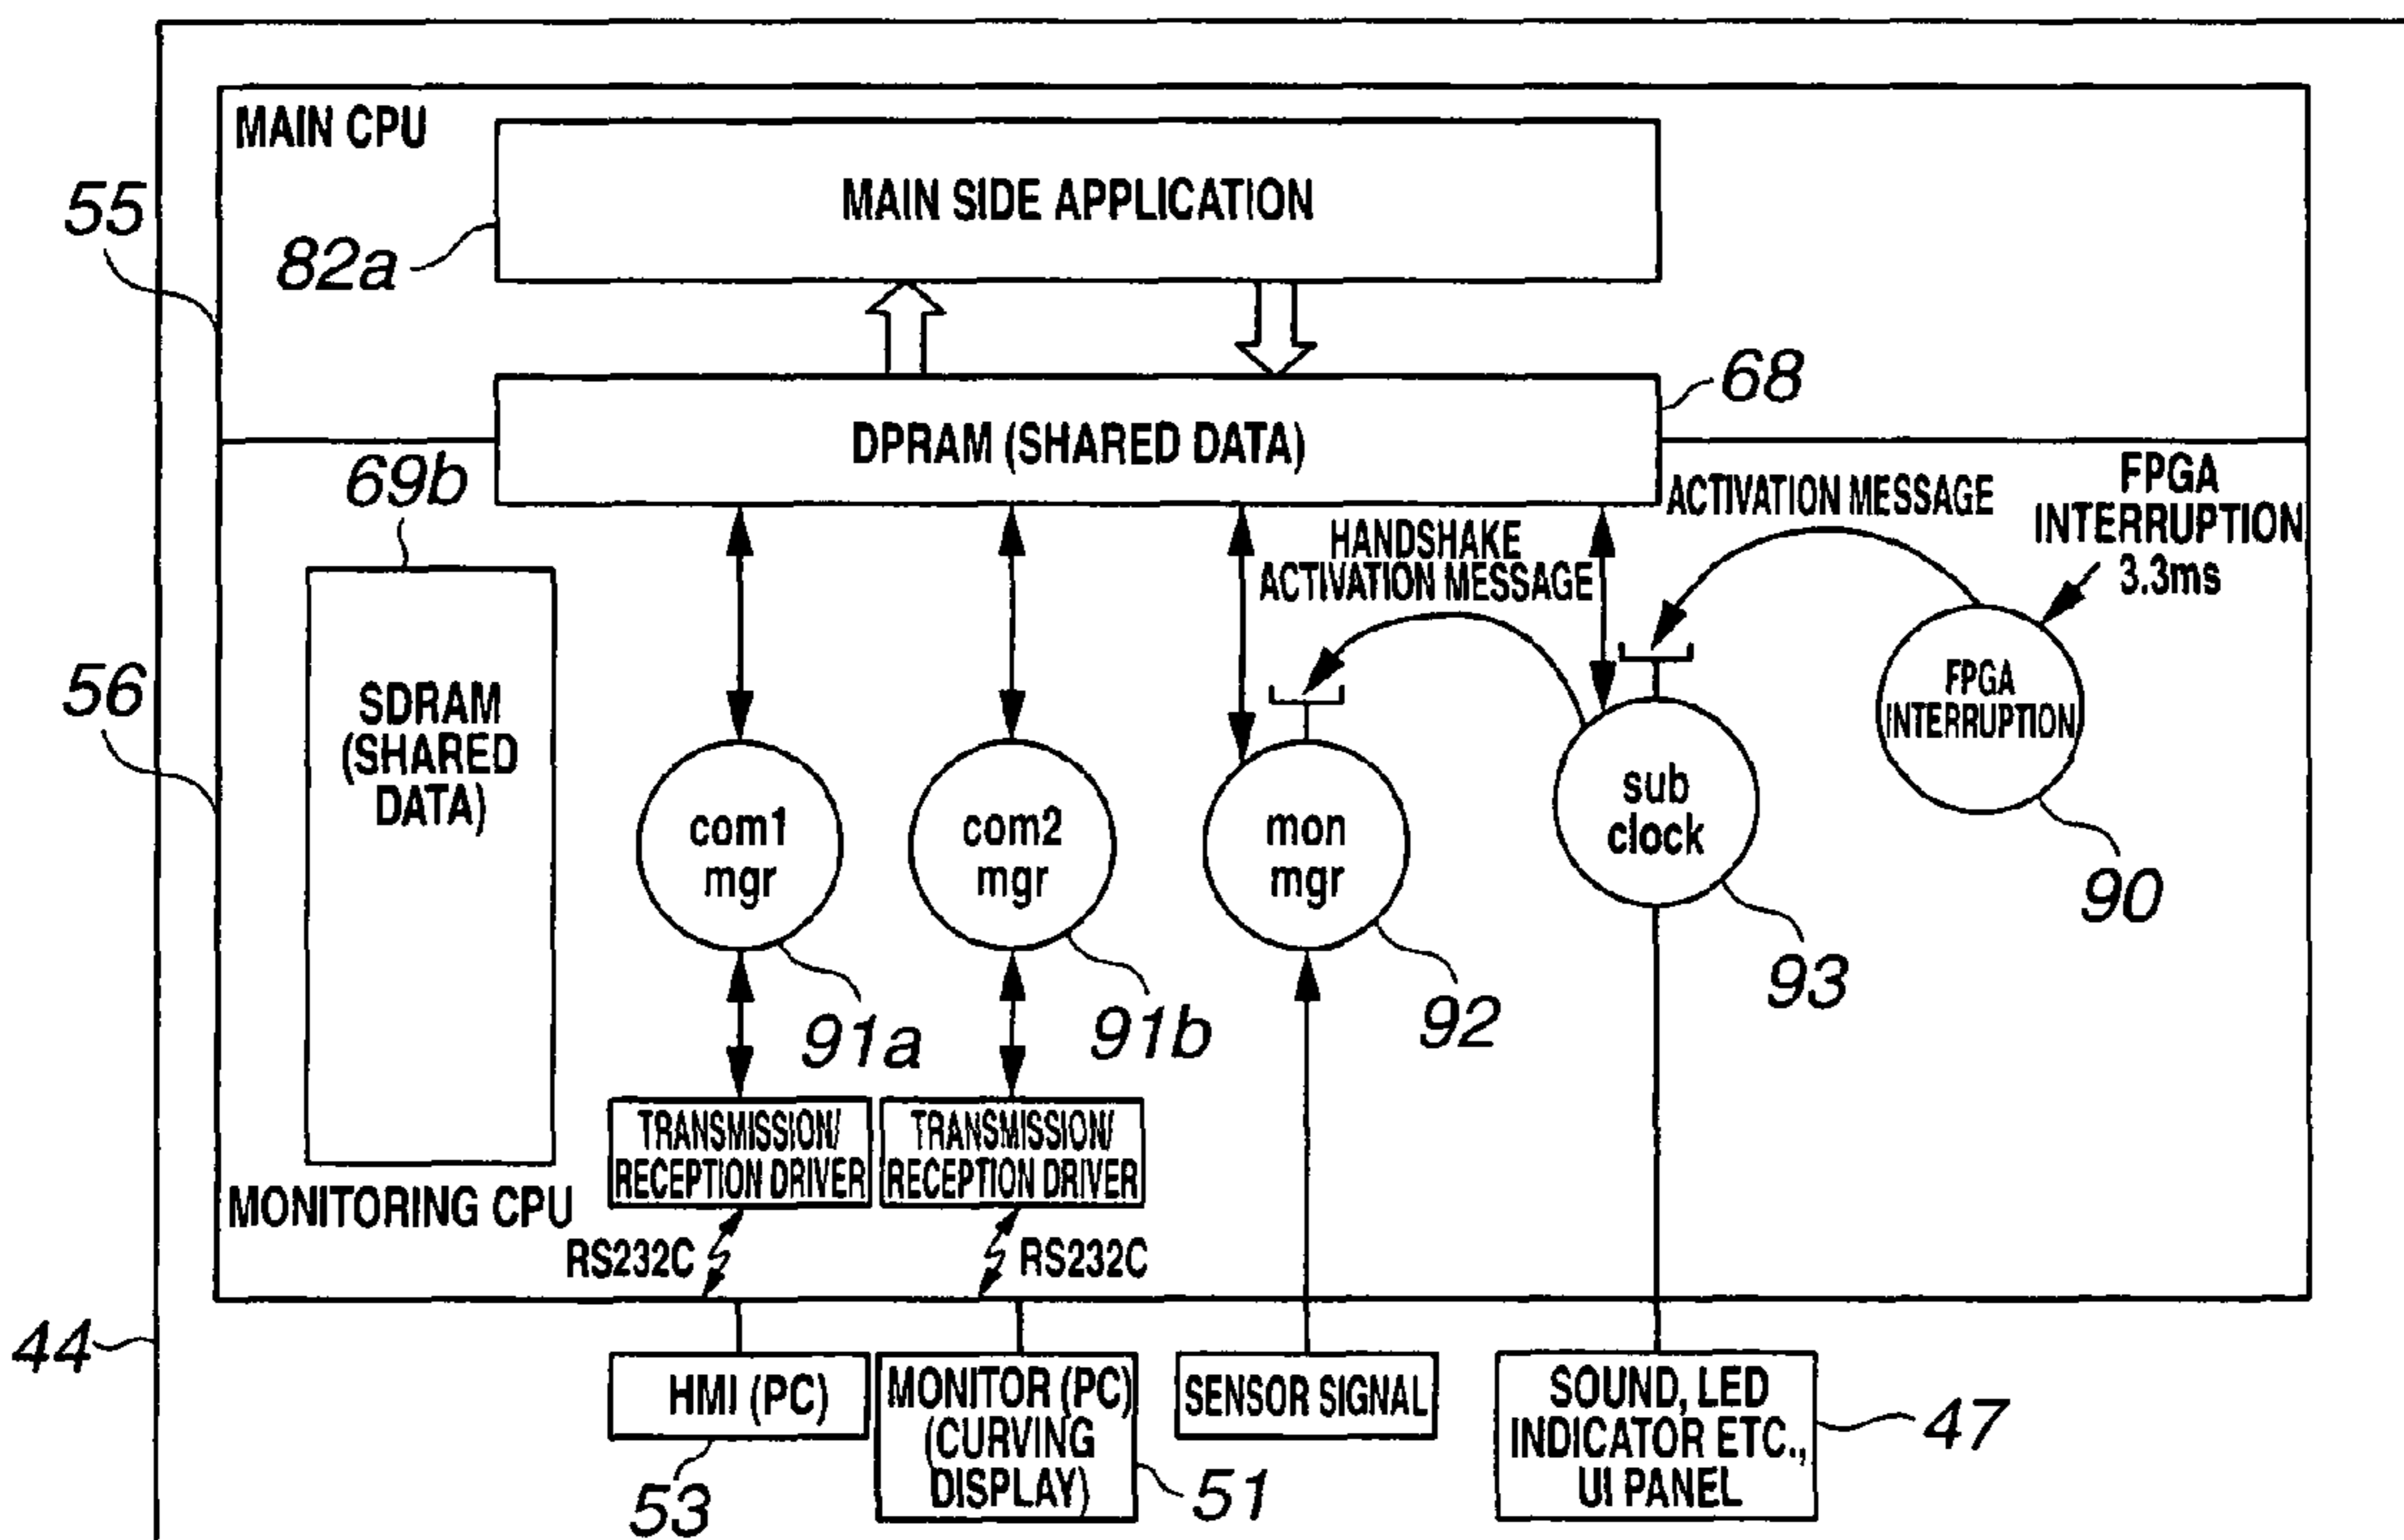 MAIN CPU
MAIN SIDE APPLICATION
55
82a
68
DPRAM (SHARED DATA)
69b
ACTIVATION MESSAGE
FPGA
INTERRUPTION
3.3ms
HANDSHAKE
ACTIVATION MESSAGE
56
SDRAM
(SHARED
DATA)
FPGA
INTERRUPTION
com1
mgr
com2
mgr
mon
mgr
sub
clock
90
93
91a
91b
92
TRANSMISSION/
RECEPTION DRIVER
TRANSMISSION/
RECEPTION DRIVER
MONITORING CPU
RS232C
RS232C
44
HMI (PC)
MONITOR (PC)
(CURVING
DISPLAY)
SENSOR SIGNAL
SOUND, LED
INDICATOR ETC.,
UI PANEL
47
53
51